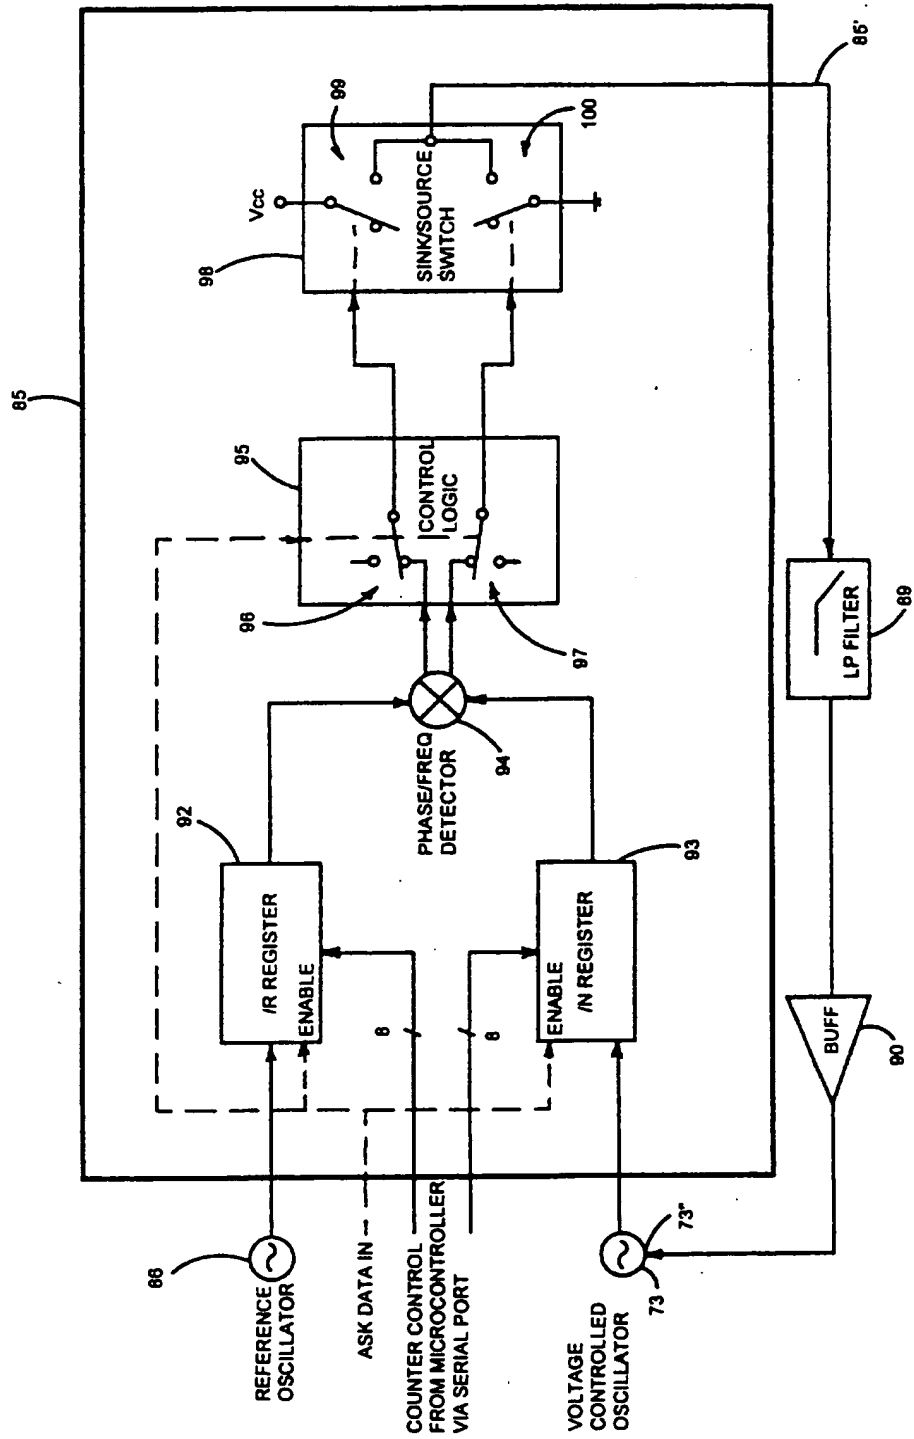 85
66
REFERENCE
OSCILLATOR
92
/R REGISTER
ENABLE
95
98
Vcc
99
96
ASK DATA IN
COUNTER CONTROL
FROM MICROCONTROLLER
VIA SERIAL PORT
8
8
PHASE/FREQ
DETECTOR
94
CONTROL
LOGIC
SINK/SOURCE
SWITCH
97
100
ENABLE
/N REGISTER
93
VOLTAGE
CONTROLLED
OSCILLATOR
73
73"
BUFF
90
LP FILTER
89
85'